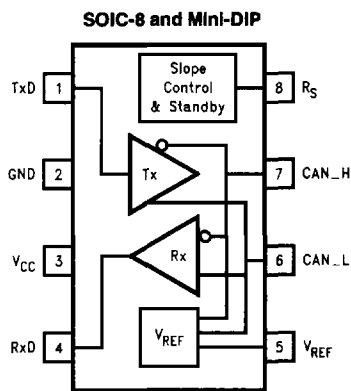 SOIC-8 and Mini-DIP
TxD 1
GND 2
VCC 3
RxD 4
Slope
Control
& Standby
Tx
Rx
VREF
8 RS
7 CAN_H
6 CAN_L
5 VREF